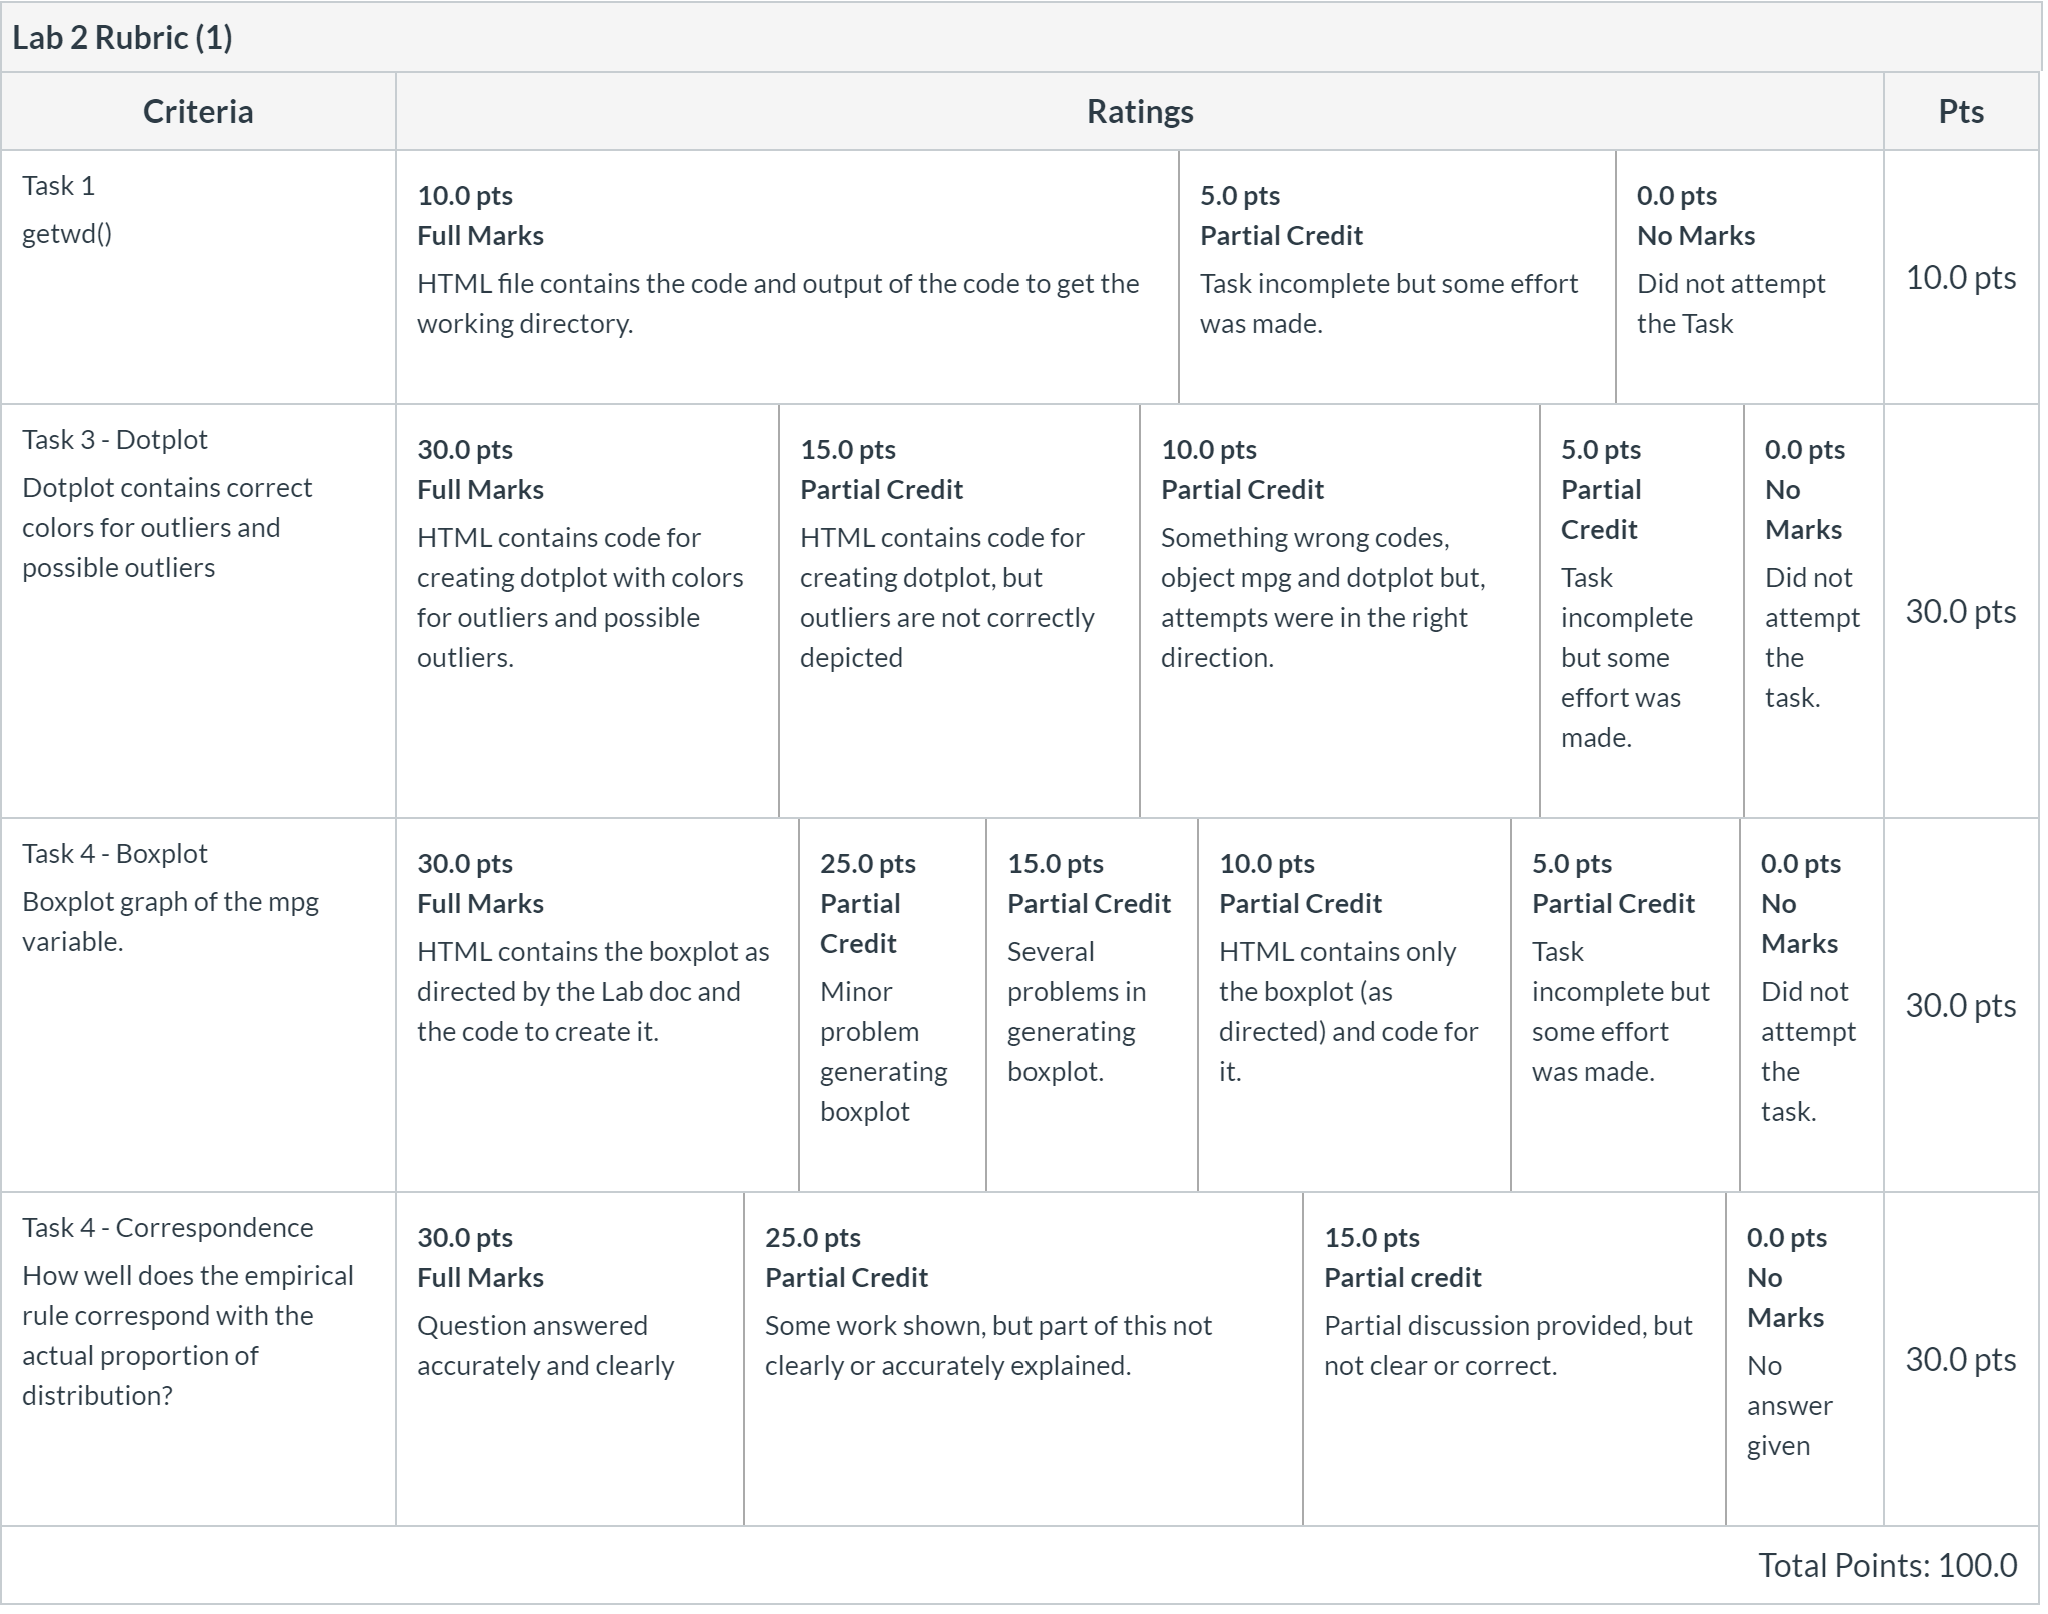 Lab 2 Rubric (1)
Criteria
Ratings
Pts
Task 1
getwd()
10.0 pts
Full Marks
HTML file contains the code and output of the code to get the
working directory.
5.0 pts
Partial Credit
Task incomplete but some effort
was made.
0.0 pts
No Marks
Did not attempt
the Task
10.0 pts
Task 3 - Dotplot
Dotplot contains correct
colors for outliers and
possible outliers
30.0 pts
Full Marks
HTML contains code for
creating dotplot with colors
for outliers and possible
outliers.
15.0 pts
Partial Credit
HTML contains code for
creating dotplot, but
outliers are not correctly
depicted
10.0 pts
Partial Credit
Something wrong codes,
object mpg and dotplot but,
attempts were in the right
direction.
5.0 pts
Partial
Credit
Task
incomplete
but some
effort was
made.
0.0 pts
No
Marks
Did not
attempt
the
task.
30.0 pts
Task 4 - Boxplot
Boxplot graph of the mpg
variable.
30.0 pts
Full Marks
HTML contains the boxplot as
directed by the Lab doc and
the code to create it.
25.0 pts
Partial
Credit
Minor
problem
generating
boxplot
15.0 pts
Partial Credit
Several
problems in
generating
boxplot.
10.0 pts
Partial Credit
HTML contains only
the boxplot (as
directed) and code for
it.
5.0 pts
Partial Credit
Task
incomplete but
some effort
was made.
0.0 pts
No
Marks
Did not
attempt
the
task.
30.0 pts
Task 4 - Correspondence
How well does the empirical
rule correspond with the
actual proportion of
distribution?
30.0 pts
Full Marks
Question answered
accurately and clearly
25.0 pts
Partial Credit
Some work shown, but part of this not
clearly or accurately explained.
15.0 pts
Partial credit
Partial discussion provided, but
not clear or correct.
0.0 pts
No
Marks
No
answer
given
30.0 pts
Total Points: 100.0